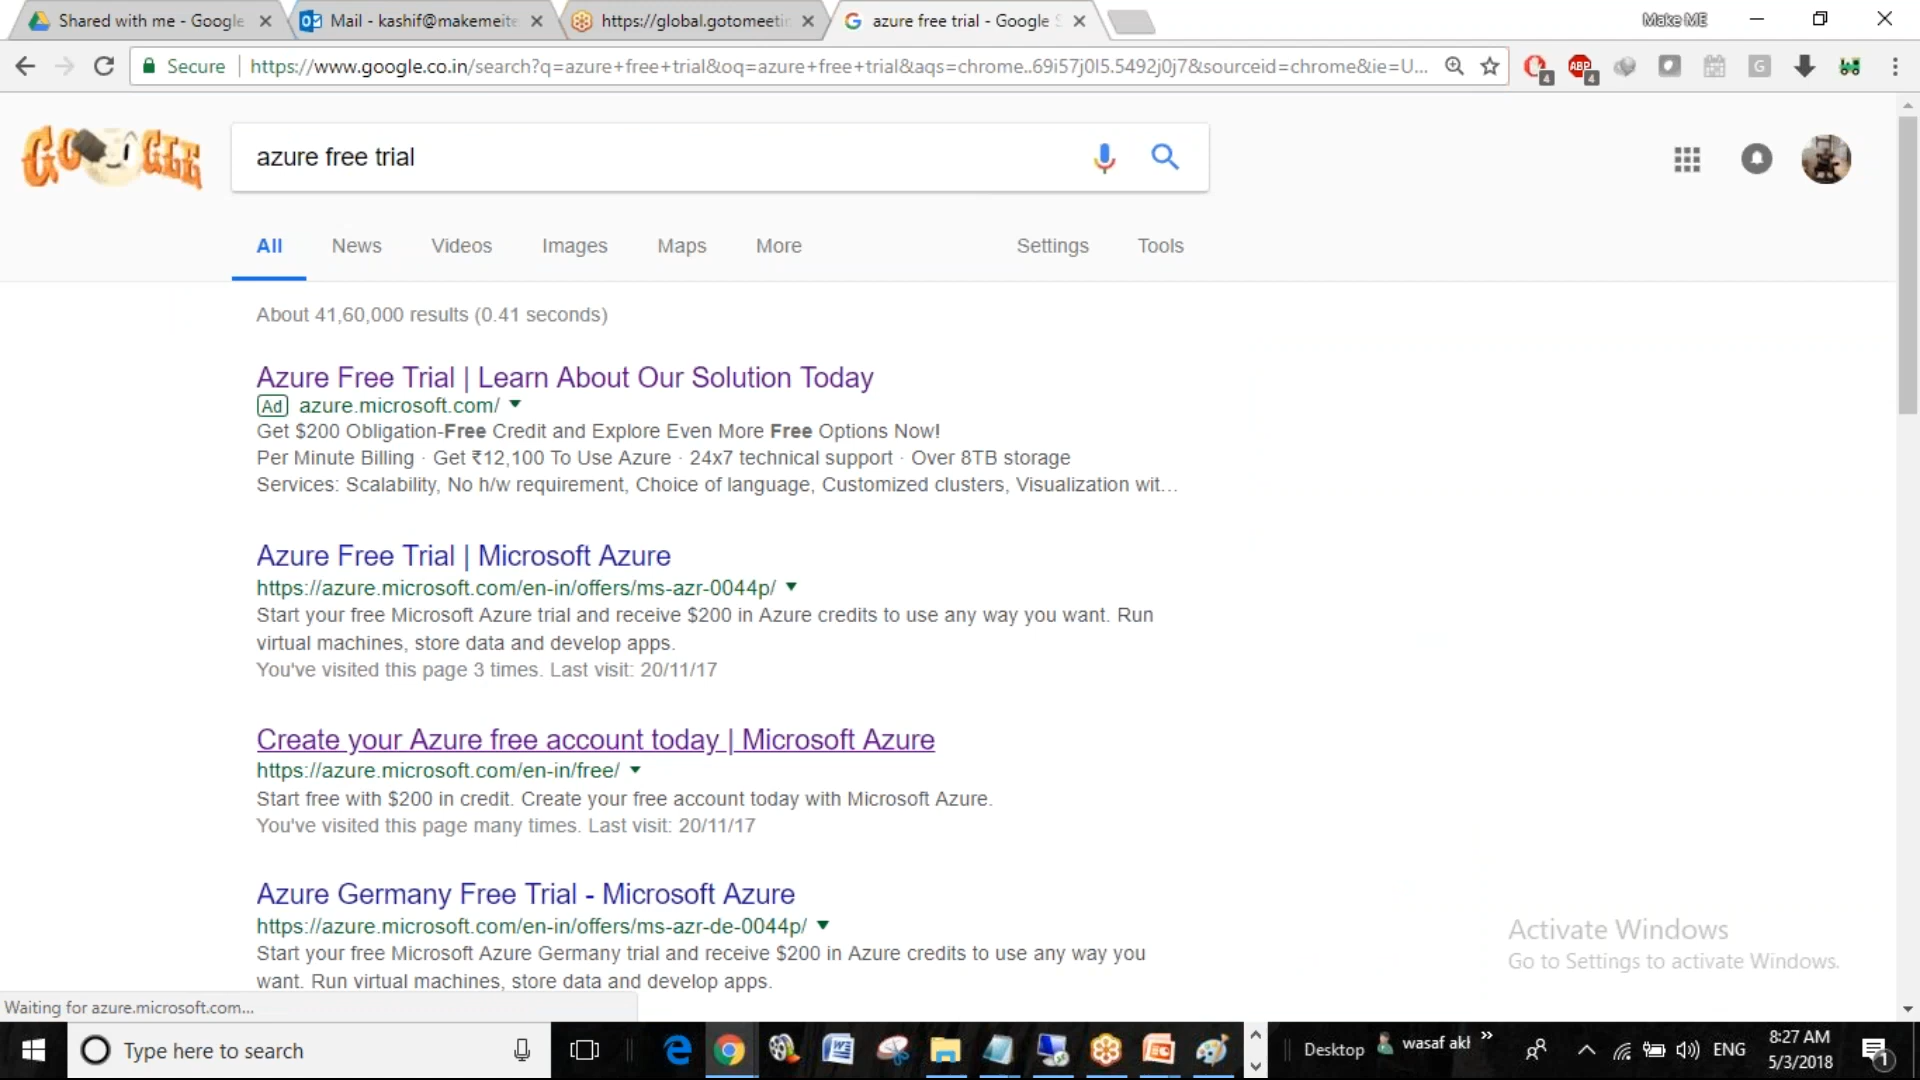 Shared with me - Google
Mail - kashif@makemeite
https://global.gotomeetin
azure free trial - Google S
Make ME
Secure
https://www.google.co.in/search?q=azure+free+trial&oq=azure+free+trial&aqs=chrome..69i57j0l5.5492j0j7&sourceid=chrome&ie=U...
4
ABP
4
G
azure free trial
All
News
Videos
Images
Maps
More
Settings
Tools
About 41,60,000 results (0.41 seconds)
Azure Free Trial | Learn About Our Solution Today
Ad azure.microsoft.com/
Get $200 Obligation-Free Credit and Explore Even More Free Options Now!
Per Minute Billing · Get ₹12,100 To Use Azure · 24x7 technical support · Over 8TB storage
Services: Scalability, No h/w requirement, Choice of language, Customized clusters, Visualization wit...
Azure Free Trial | Microsoft Azure
https://azure.microsoft.com/en-in/offers/ms-azr-0044p/
Start your free Microsoft Azure trial and receive $200 in Azure credits to use any way you want. Run
virtual machines, store data and develop apps.
You've visited this page 3 times. Last visit: 20/11/17
Create your Azure free account today | Microsoft Azure
https://azure.microsoft.com/en-in/free/
Start free with $200 in credit. Create your free account today with Microsoft Azure.
You've visited this page many times. Last visit: 20/11/17
Azure Germany Free Trial - Microsoft Azure
https://azure.microsoft.com/en-in/offers/ms-azr-de-0044p/
Start your free Microsoft Azure Germany trial and receive $200 in Azure credits to use any way you
want. Run virtual machines, store data and develop apps.
Activate Windows
Go to Settings to activate Windows.
Waiting for azure.microsoft.com...
Type here to search
Desktop
wasaf akl
ENG
8:27 AM
5/3/2018
1